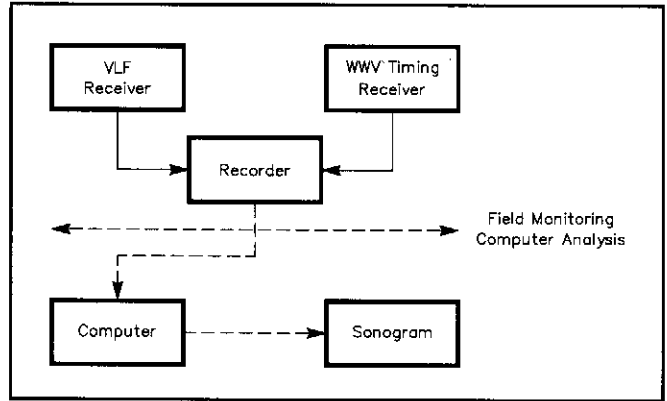 VLF
Receiver
WWV Timing
Receiver
Recorder
Field Monitoring
Computer Analysis
Computer
Sonogram